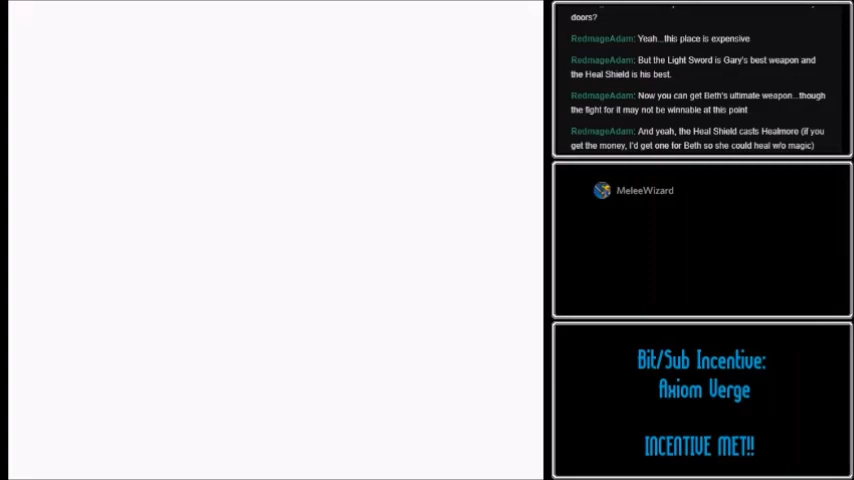 doors?
RedmageAdam: Yeah...this place is expensive
RedmageAdam: But the Light Sword is Gary's best weapon and
the Heal Shield is his best.
RedmageAdam: Now you can get Beth's ultimate weapon...though
the fight for it may not be winnable at this point
RedmageAdam: And yeah, the Heal Shield casts Healmore (if you
get the money, I'd get one for Beth so she could heal w/o magic)
MeleeWizard
Bit/Sub Incentive:
Axiom Verge
INCENTIVE MET!!